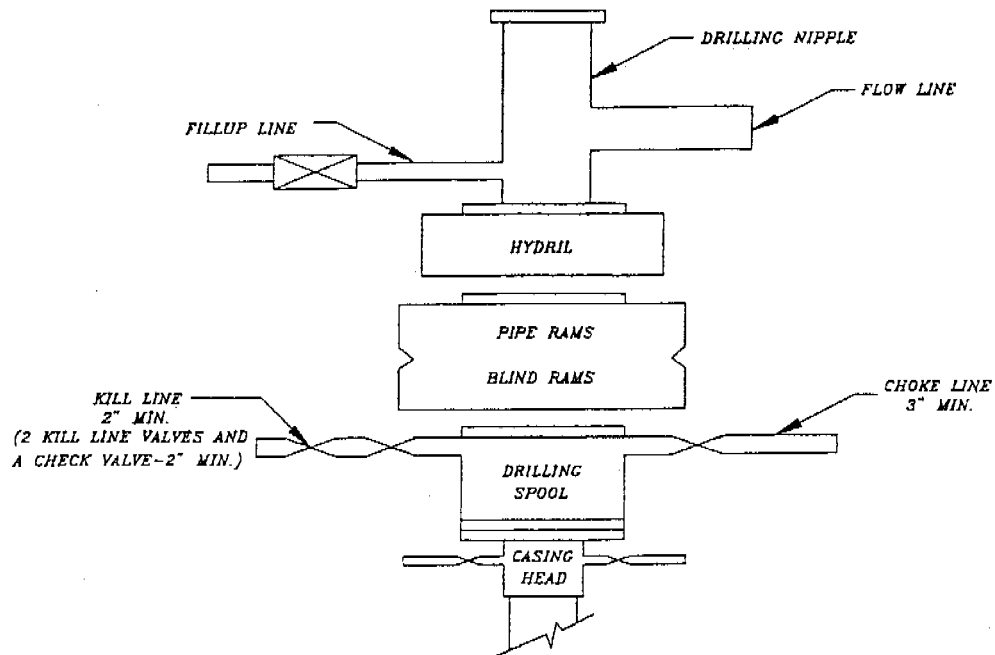 DRILLING NIPPLE
FLOW LINE
FILLUP LINE
HYDRIL
PIPE RAMS
BLIND RAMS
KILL LINE
2" MIN.
(2 KILL LINE VALVES AND
A CHECK VALVE-2" MIN.)
CHOKE LINE
3" MIN.
DRILLING
SPOOL
CASING
HEAD